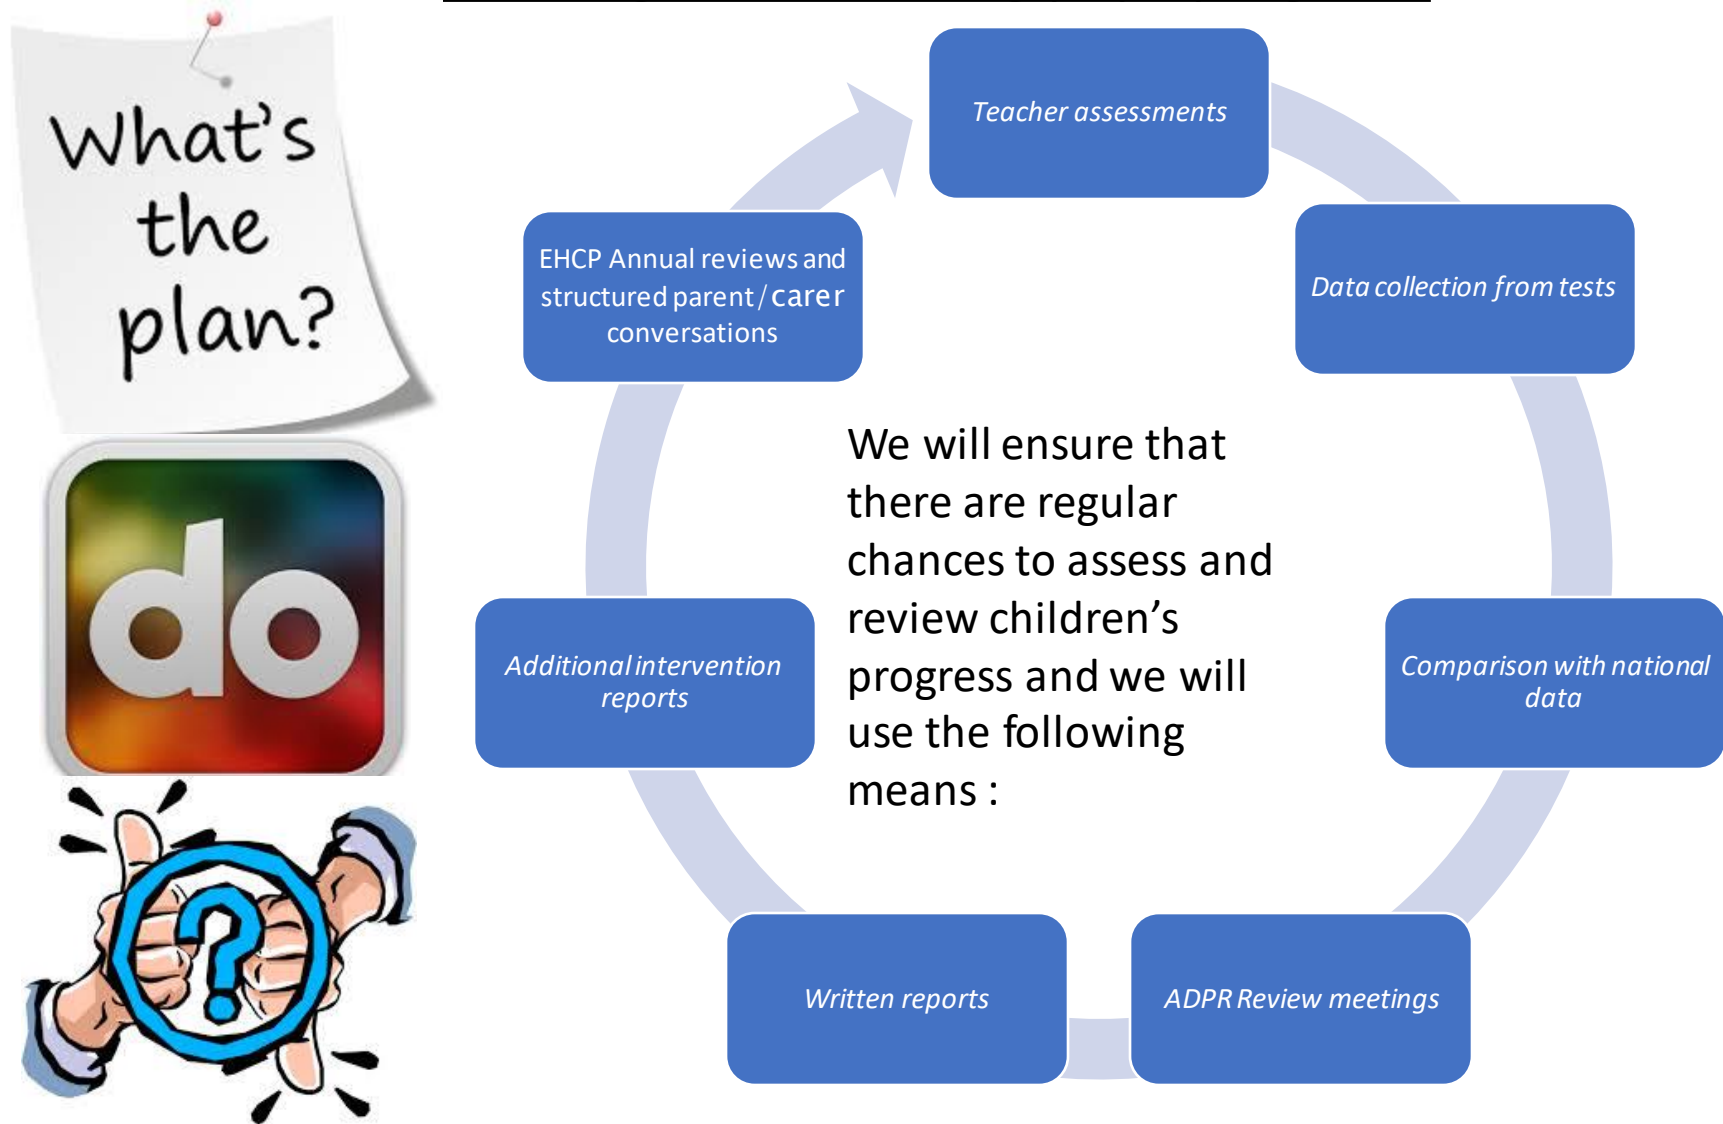 What's
the
plan?
do
?
Teacher assessments
Data collection from tests
Comparison with national
data
ADPR Review meetings
Written reports
Additional intervention
reports
EHCP Annual reviews and
structured parent/carer
conversations
We will ensure that
there are regular
chances to assess and
review children’s
progress and we will
use the following
means :